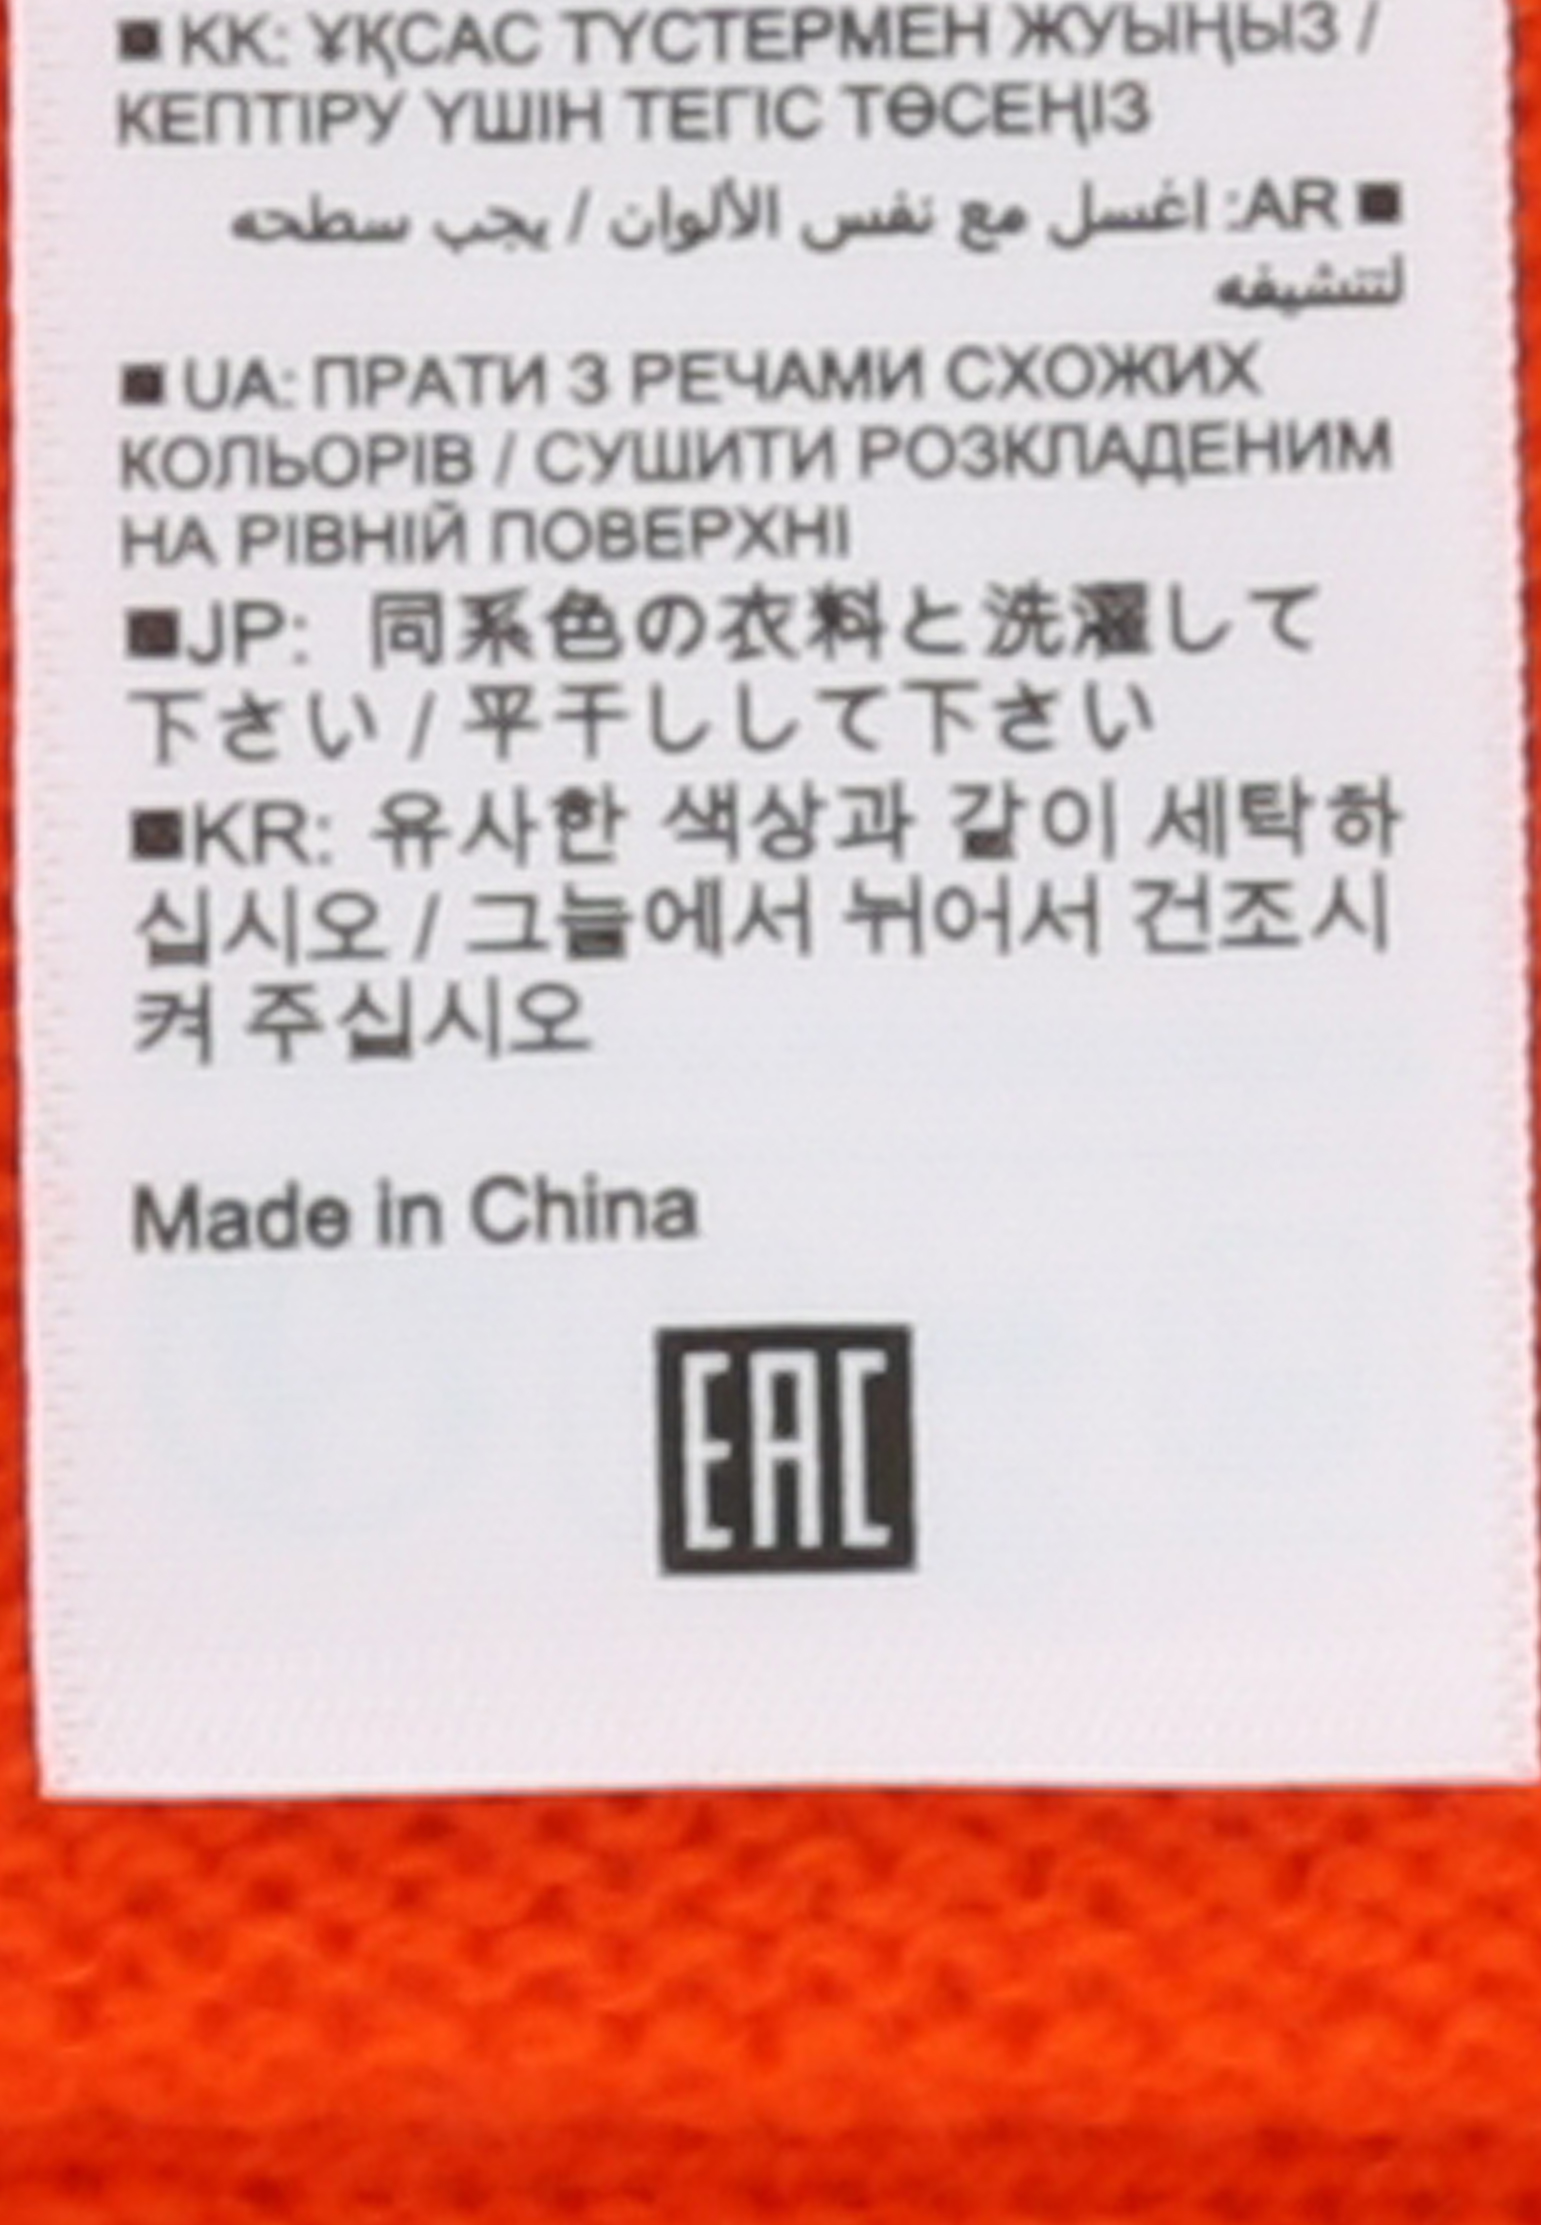 ■ KK: ҰҚСАС ТҮСТЕРМЕН ЖУЫҢЫЗ /
КЕПТІРУ ҮШІН ТЕГІС ТӨСЕҢІЗ
■ AR: اغسل مع نفس الألوان / يجب سطحه
لتنشيفه
■ UA: ПРАТИ З РЕЧАМИ СХОЖИХ
КОЛЬОРІВ / СУШИТИ РОЗКЛАДЕНИМ
НА РІВНІЙ ПОВЕРХНІ
■JP: 同系色の衣料と洗濯して
下さい / 平干しして下さい
■KR: 유사한 색상과 같이 세탁하
십시오 / 그늘에서 뉘어서 건조시
켜 주십시오
Made in China
EAC